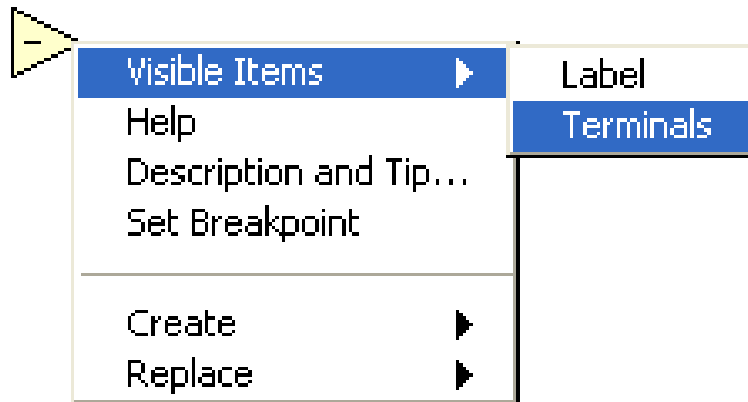 −
Visible Items
Label
Help
Terminals
Description and Tip...
Set Breakpoint
Create
Replace